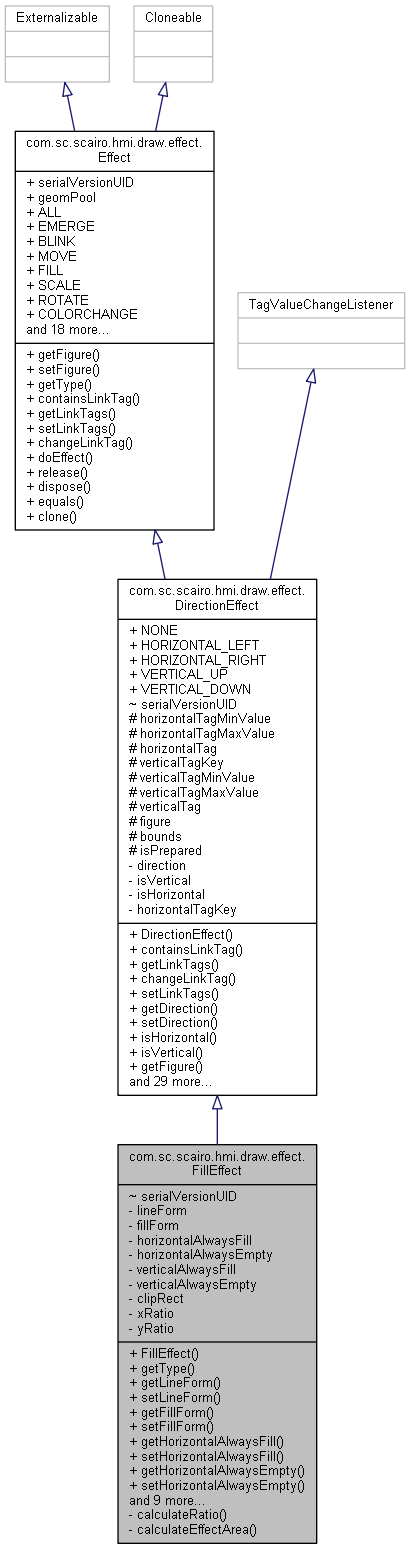 Externalizable
Cloneable
com.sc.scairo.hmi.draw.effect.
Effect
+ serialVersionUID
+ geomPool
+ ALL
+ EMERGE
+ BLINK
+ MOVE
+ FILL
+ SCALE
+ ROTATE
+ COLORCHANGE
and 18 more...
+ getFigure()
+ setFigure()
+ getType()
+ containsLinkTag()
+ getLinkTags()
+ setLinkTags()
+ changeLinkTag()
+ doEffect()
+ release()
+ dispose()
+ equals()
+ clone()
TagValueChangeListener
com.sc.scairo.hmi.draw.effect.
DirectionEffect
+ NONE
+ HORIZONTAL_LEFT
+ HORIZONTAL_RIGHT
+ VERTICAL_UP
+ VERTICAL_DOWN
~ serialVersionUID
# horizontalTagMinValue
# horizontalTagMaxValue
# horizontalTag
# verticalTagKey
# verticalTagMinValue
# verticalTagMaxValue
# verticalTag
# figure
# bounds
# isPrepared
- direction
- isVertical
- isHorizontal
- horizontalTagKey
+ DirectionEffect()
+ containsLinkTag()
+ getLinkTags()
+ changeLinkTag()
+ setLinkTags()
+ getDirection()
+ setDirection()
+ isHorizontal()
+ isVertical()
+ getFigure()
and 29 more...
com.sc.scairo.hmi.draw.effect.
FillEffect
~ serialVersionUID
- lineForm
- fillForm
- horizontalAlwaysFill
- horizontalAlwaysEmpty
- verticalAlwaysFill
- verticalAlwaysEmpty
- clipRect
- xRatio
- yRatio
+ FillEffect()
+ getType()
+ getLineForm()
+ setLineForm()
+ getFillForm()
+ setFillForm()
+ getHorizontalAlwaysFill()
+ setHorizontalAlwaysFill()
+ getHorizontalAlwaysEmpty()
+ setHorizontalAlwaysEmpty()
and 9 more...
- calculateRatio()
- calculateEffectArea()